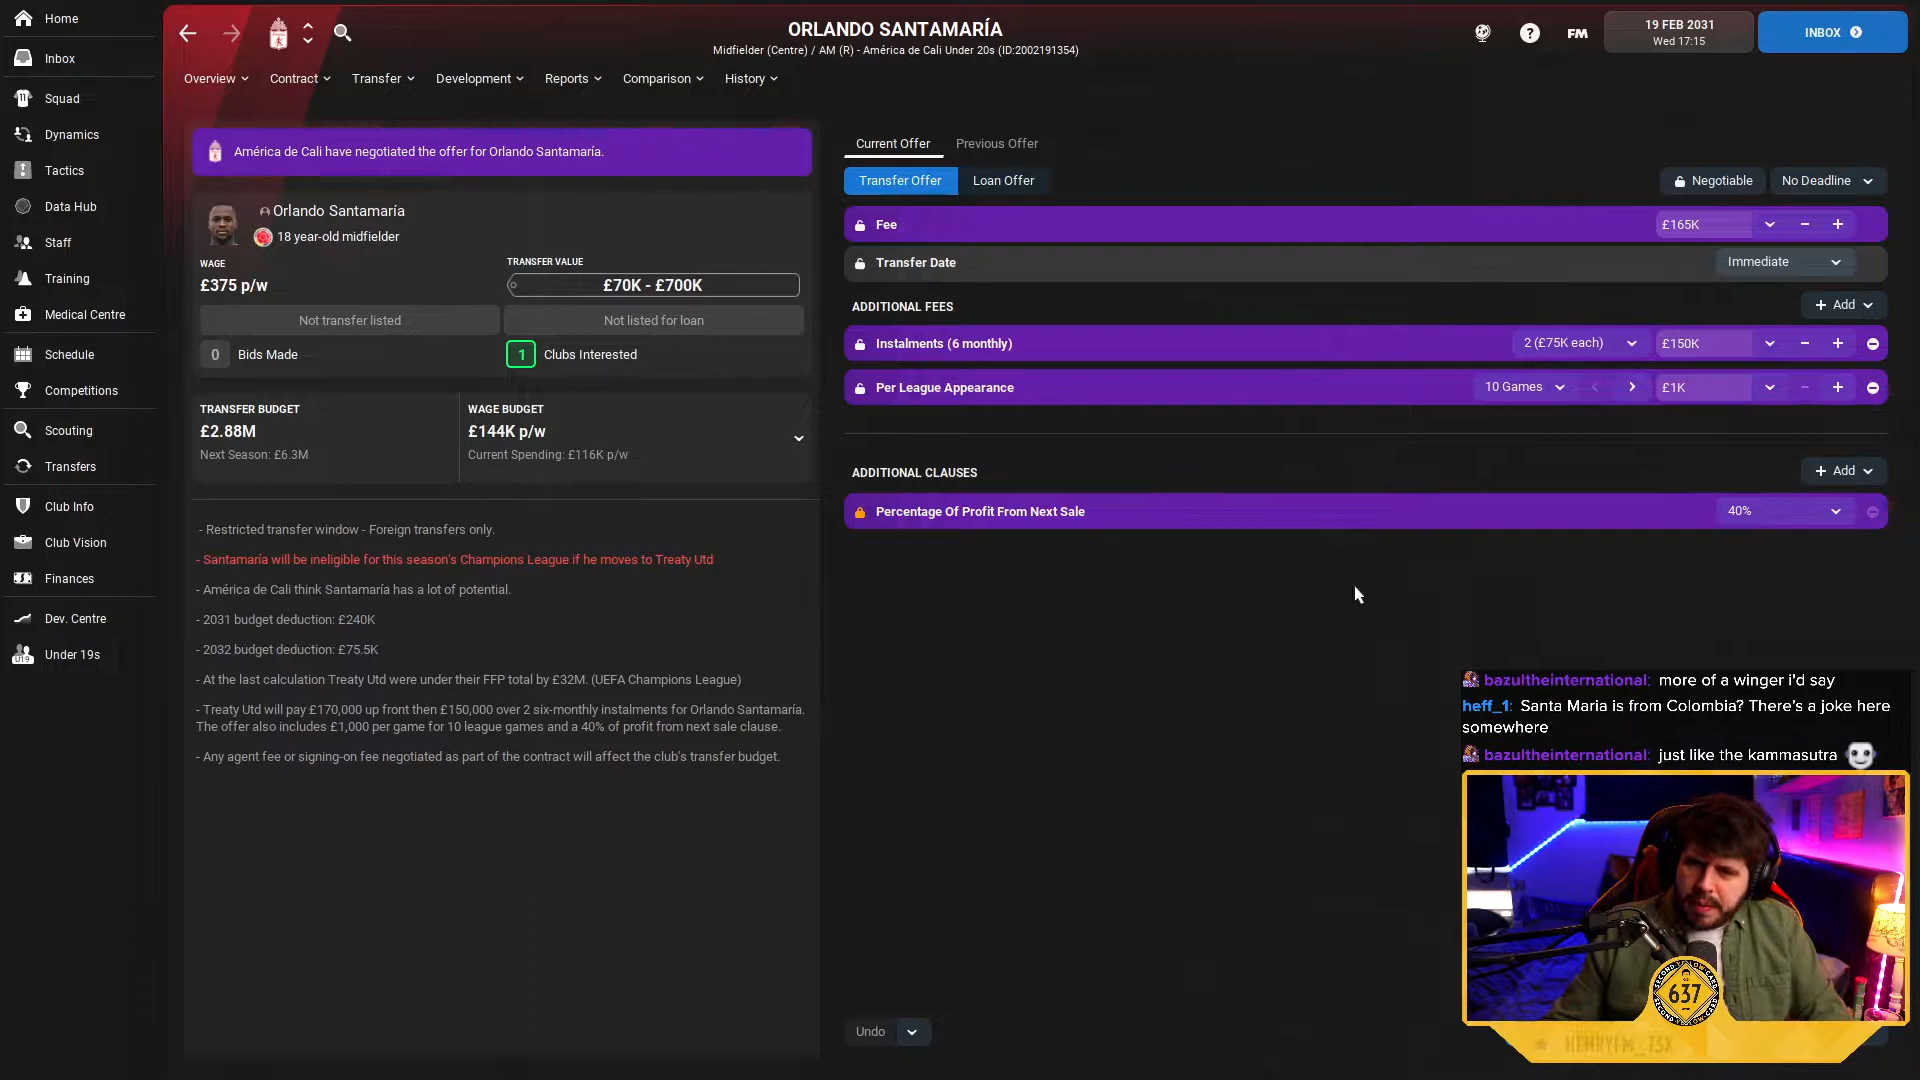 Home
Inbox
Squad
Dynamics
Tactics
Data Hub
Staff
Training
Medical Centre
Schedule
Competitions
Scouting
Transfers
Club Info
Club Vision
Finances
Dev. Centre
U19 Under 19s
ORLANDO SANTAMARÍA
Midfielder (Centre) / AM (R) - América de Cali Under 20s (ID:2002191354)
? FM
19 FEB 2031
Wed 17:15
INBOX
Overview Contract Transfer Development Reports Comparison History
América de Cali have negotiated the offer for Orlando Santamaría.
Orlando Santamaría
18 year-old midfielder
WAGE
£375 p/w
TRANSFER VALUE
£70K - £700K
Not transfer listed
Not listed for loan
0 Bids Made
1 Clubs Interested
TRANSFER BUDGET
£2.88M
Next Season: £6.3M
WAGE BUDGET
£144K p/w
Current Spending: £116K p/w
- Restricted transfer window - Foreign transfers only.
- Santamaría will be ineligible for this season's Champions League if he moves to Treaty Utd
- América de Cali think Santamaría has a lot of potential.
- 2031 budget deduction: £240K
- 2032 budget deduction: £75.5K
- At the last calculation Treaty Utd were under their FFP total by £32M. (UEFA Champions League)
- Treaty Utd will pay £170,000 up front then £150,000 over 2 six-monthly instalments for Orlando Santamaría.
The offer also includes £1,000 per game for 10 league games and a 40% of profit from next sale clause.
- Any agent fee or signing-on fee negotiated as part of the contract will affect the club's transfer budget.
Current Offer Previous Offer
Transfer Offer Loan Offer
Negotiable No Deadline
Fee £165K
Transfer Date Immediate
ADDITIONAL FEES + Add
Instalments (6 monthly) 2 (£75K each) £150K
Per League Appearance 10 Games £1K
ADDITIONAL CLAUSES + Add
Percentage Of Profit From Next Sale 40%
Undo
bazultheinternational: more of a winger i'd say
heff_1: Santa Maria is from Colombia? There's a joke here
somewhere
bazultheinternational: just like the kammasutra
637